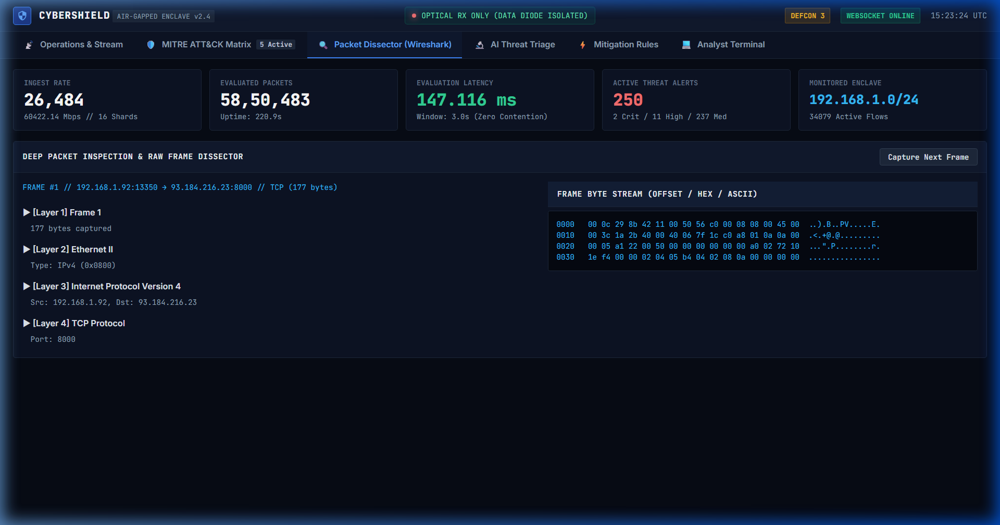 CYBERSHIELD AIR-GAPPED ENCLAVE v2.4
OPTICAL RX ONLY (DATA DIODE ISOLATED)
DEFCON 3
WEBSOCKET ONLINE
15:23:24 UTC
Operations & Stream
MITRE ATT&CK Matrix 5 Active
Packet Dissector (Wireshark)
AI Threat Triage
Mitigation Rules
Analyst Terminal
INGEST RATE
26,484
60422.14 Mbps // 16 Shards
EVALUATED PACKETS
58,50,483
Uptime: 220.9s
EVALUATION LATENCY
147.116 ms
Window: 3.0s (Zero Contention)
ACTIVE THREAT ALERTS
250
2 Crit / 11 High / 237 Med
MONITORED ENCLAVE
192.168.1.0/24
34079 Active Flows
DEEP PACKET INSPECTION & RAW FRAME DISSECTOR
Capture Next Frame
FRAME #1 // 192.168.1.92:13350 → 93.184.216.23:8000 // TCP (177 bytes)
▶ [Layer 1] Frame 1
177 bytes captured
▶ [Layer 2] Ethernet II
Type: IPv4 (0x0800)
▶ [Layer 3] Internet Protocol Version 4
Src: 192.168.1.92, Dst: 93.184.216.23
▶ [Layer 4] TCP Protocol
Port: 8000
FRAME BYTE STREAM (OFFSET / HEX / ASCII)
0000 00 0c 29 8b 42 11 00 50 56 c0 00 08 08 00 45 00 ..).B..PV.....E.
0010 00 3c 1a 2b 40 00 40 06 7f 1c c0 a8 01 0a 0a 00 .<.+@.@.........
0020 00 05 a1 22 00 50 00 00 00 00 00 00 a0 02 72 10 ...".P........r.
0030 1e f4 00 00 02 04 05 b4 04 02 08 0a 00 00 00 00 ................